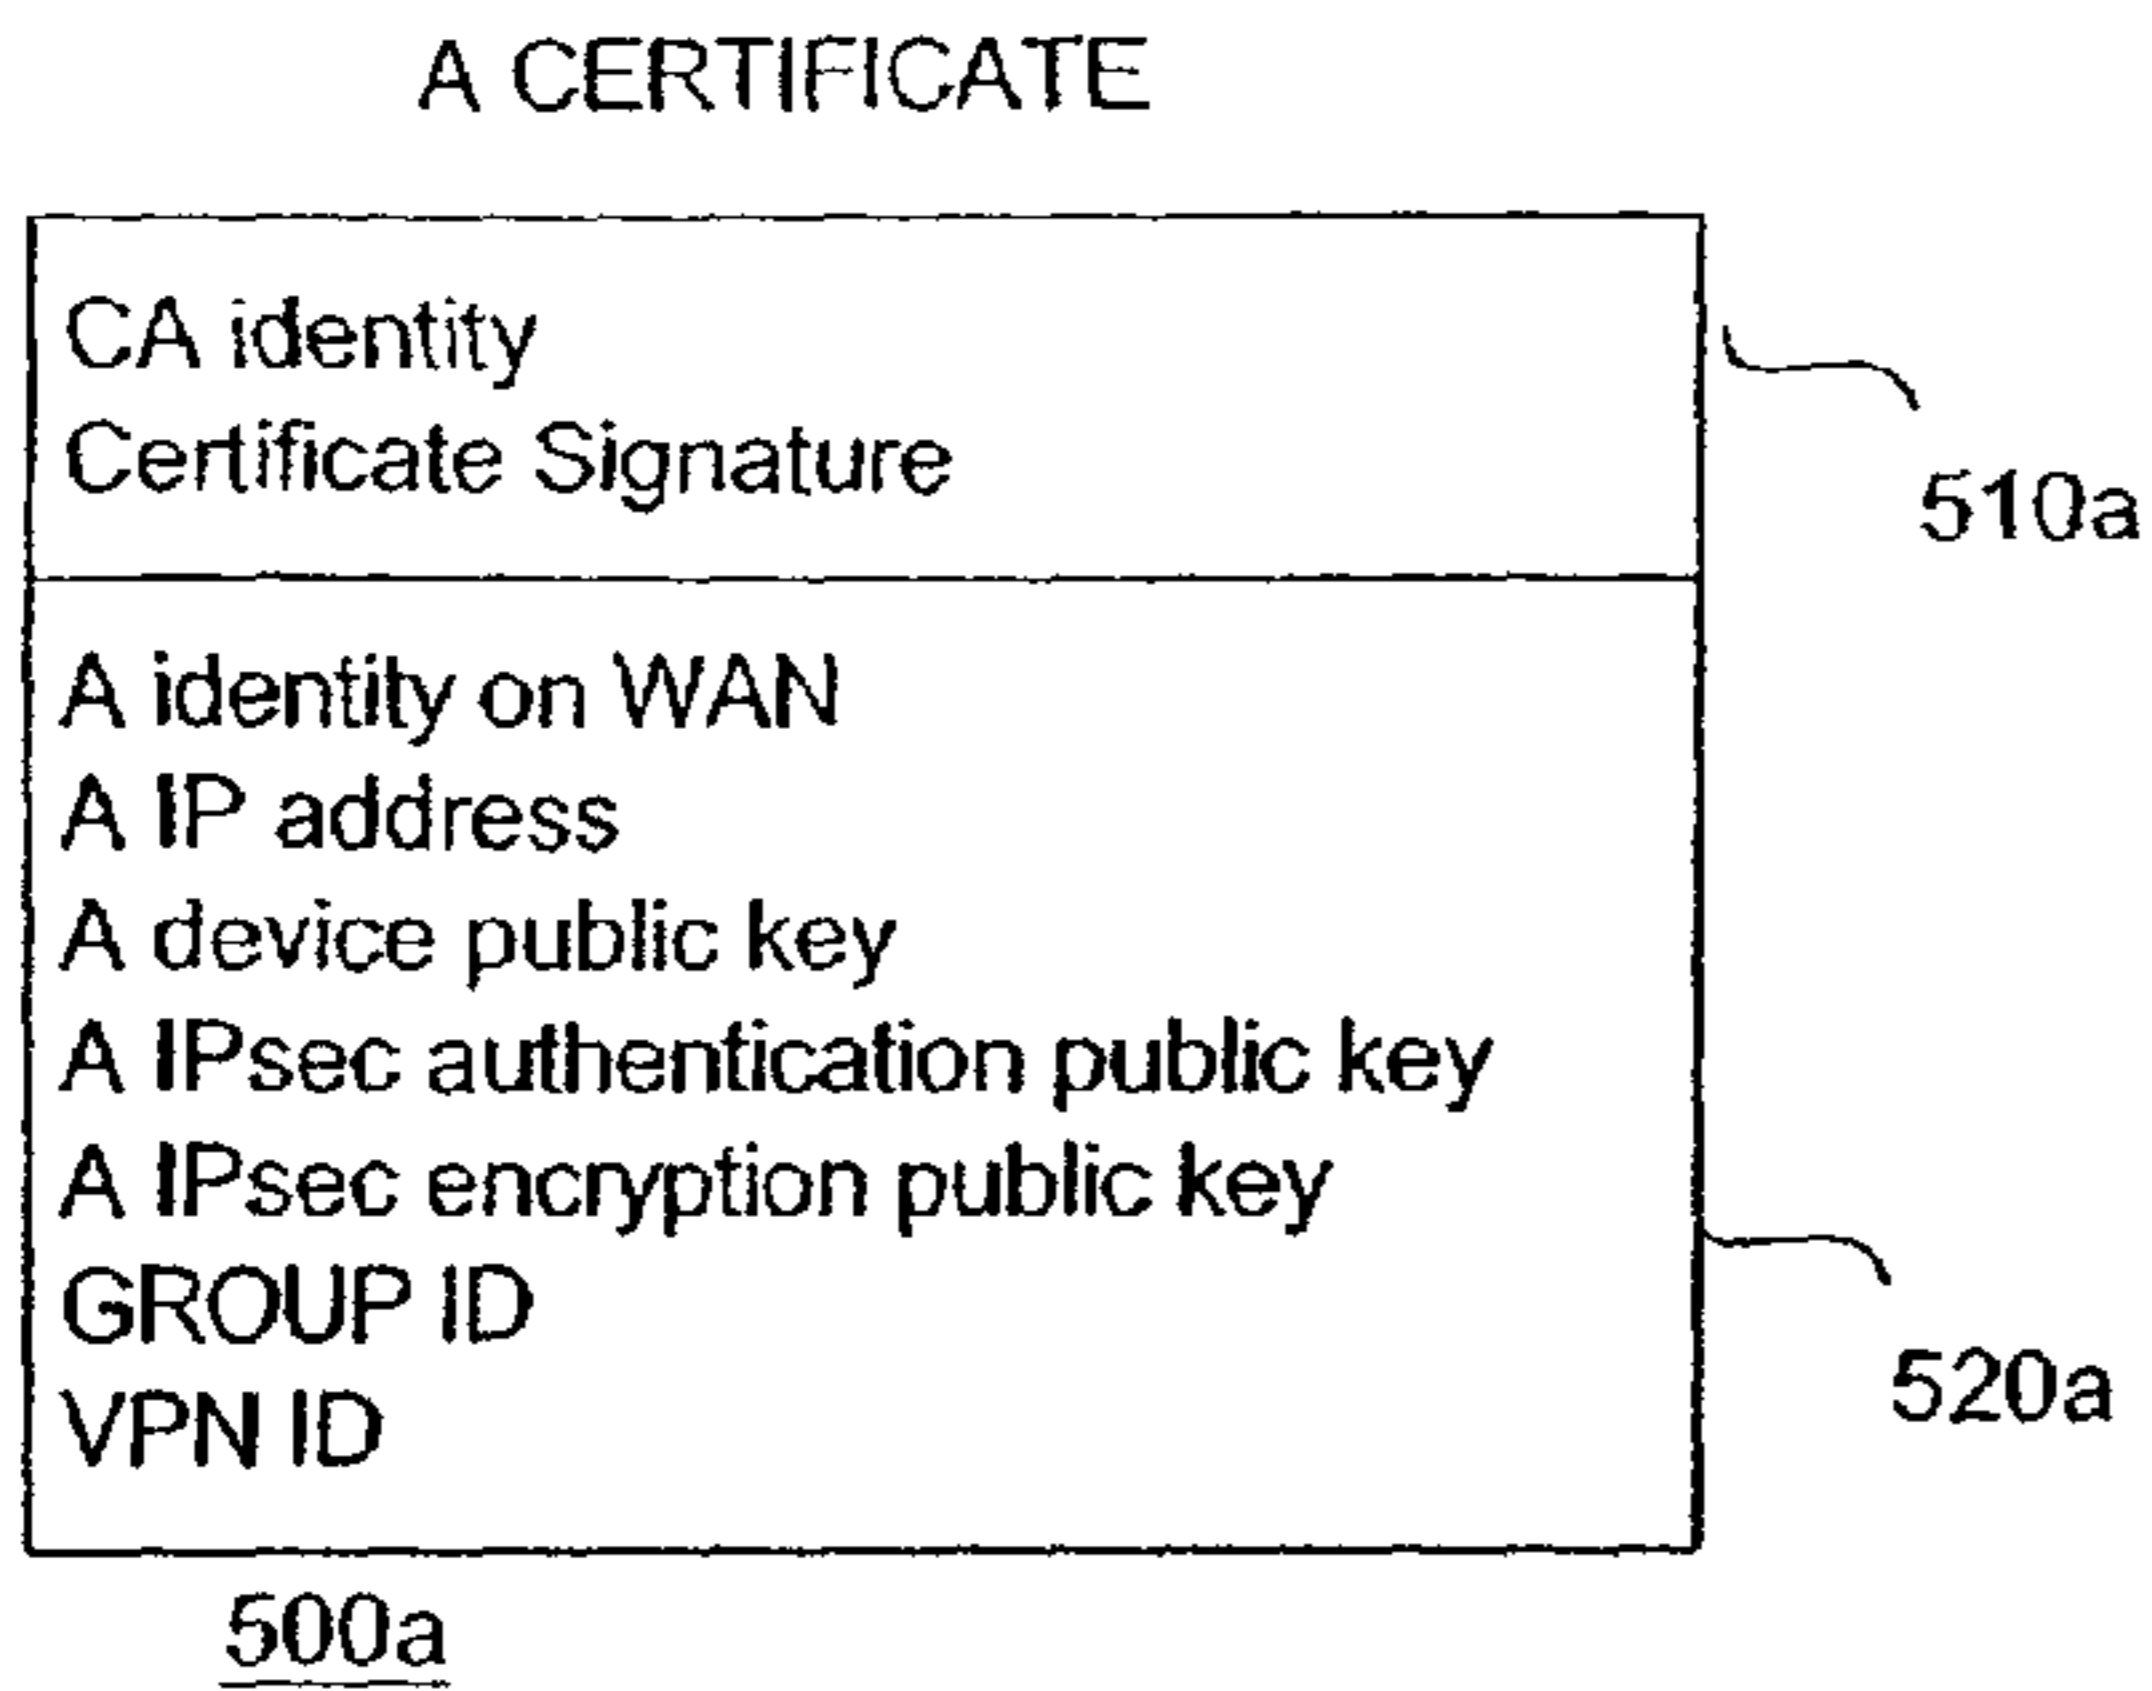 A CERTIFICATE
CA identity
Certificate Signature
510a
A identity on WAN
A IP address
A device public key
A IPsec authentication public key
A IPsec encryption public key
GROUP ID
VPN ID
520a
500a